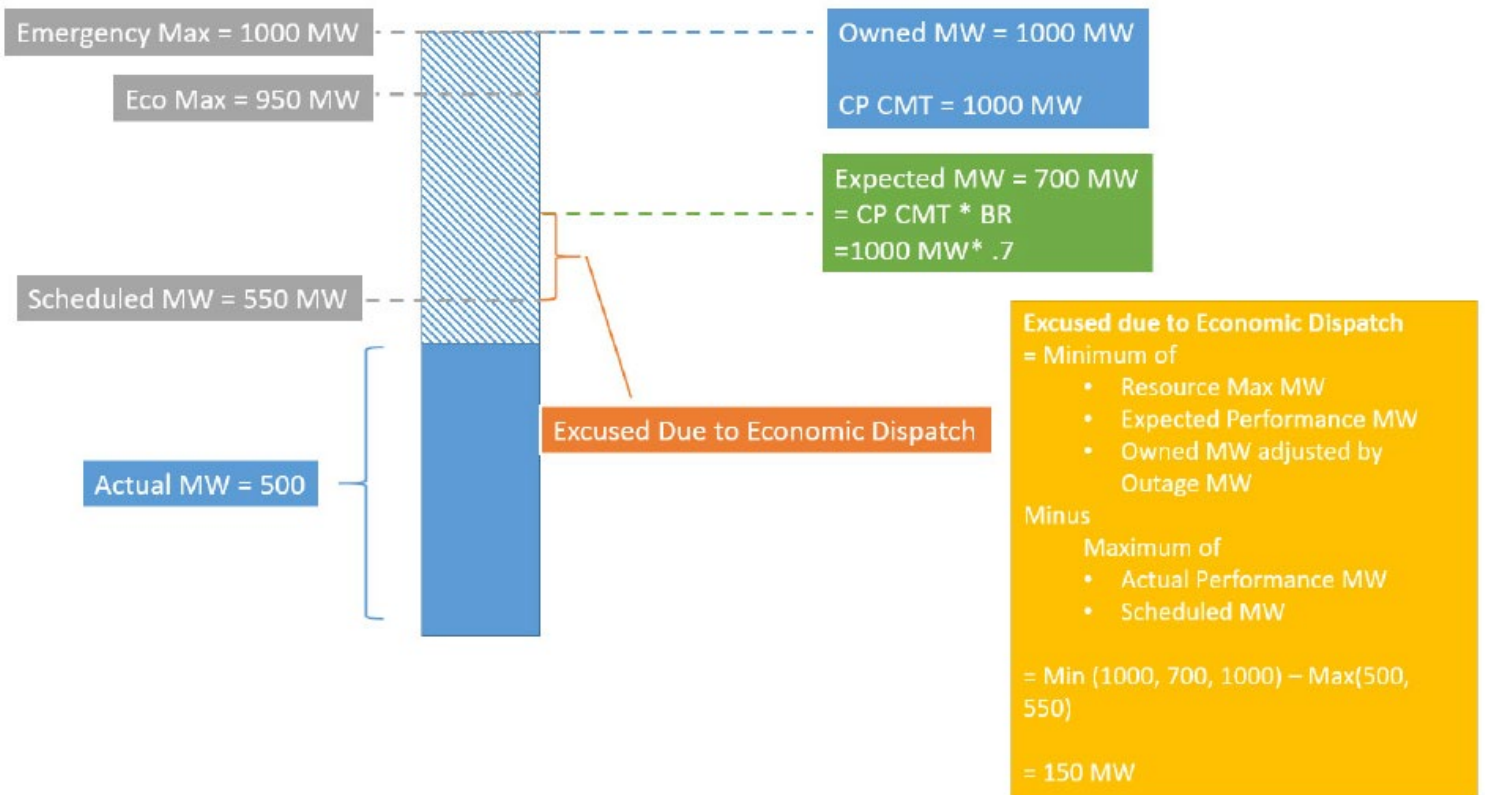 Emergency Max = 1000 MW
Eco Max = 950 MW
Scheduled MW = 550 MW
Actual MW = 500
Owned MW = 1000 MW
CP CMT = 1000 MW
Expected MW = 700 MW
= CP CMT * BR
=1000 MW* .7
Excused Due to Economic Dispatch
Excused due to Economic Dispatch
= Minimum of
• Resource Max MW
• Expected Performance MW
• Owned MW adjusted by
Outage MW
Minus
Maximum of
• Actual Performance MW
• Scheduled MW
= Min (1000, 700, 1000) – Max(500,
550)
= 150 MW